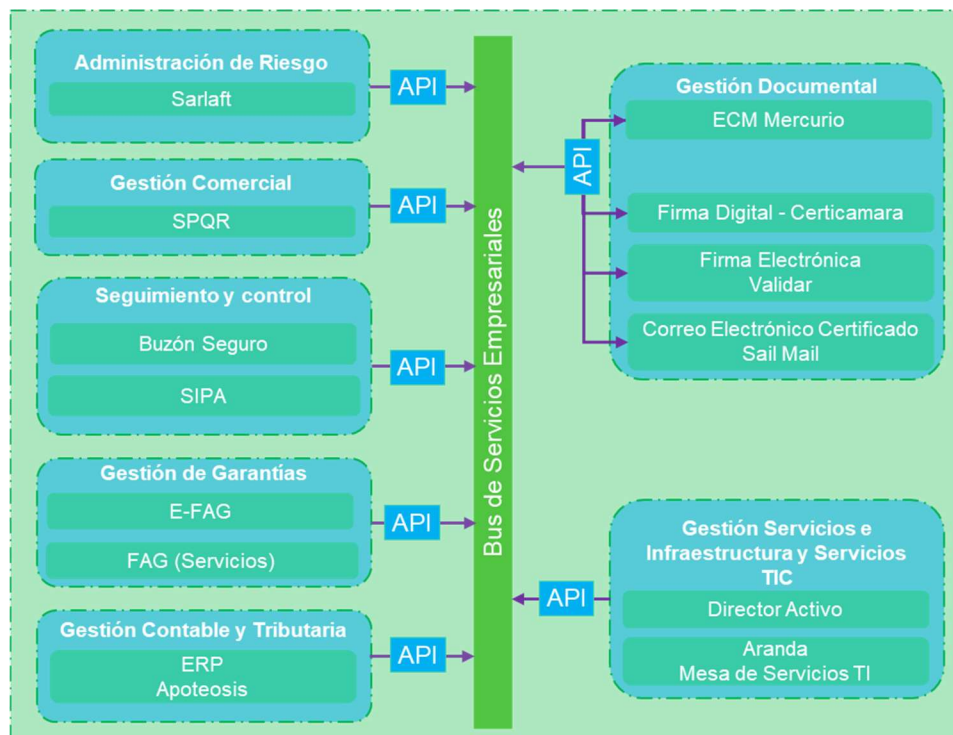 Administración de Riesgo
Sarlaft
API
Gestión Comercial
SPQR
API
Seguimiento y control
Buzón Seguro
SIPA
API
Gestión de Garantías
E-FAG
FAG (Servicios)
API
Gestión Contable y Tributaria
ERP
Apoteosis
API
Bus de Servicios Empresariales
API
Gestión Documental
ECM Mercurio
Firma Digital - Certicamara
Firma Electrónica
Validar
Correo Electrónico Certificado
Sail Mail
API
Gestión Servicios e
Infraestructura y Servicios
TIC
Director Activo
Aranda
Mesa de Servicios TI